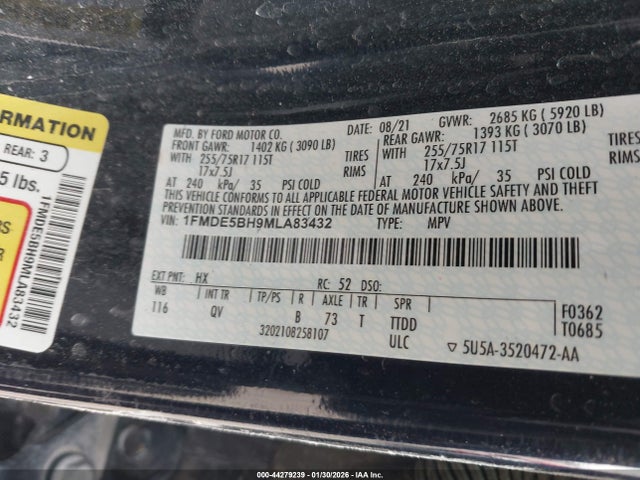 FORMATION
REAR: 3
5 lbs.
1FMDE5BH9MLA83432
MFD. BY FORD MOTOR CO.
DATE: 08/21 GVWR: 2685 KG ( 5920 LB)
FRONT GAWR: 1402 KG ( 3090 LB)
REAR GAWR: 1393 KG ( 3070 LB)
WITH 255/75R17 115T TIRES
WITH 255/75R17 115T TIRES
17x7.5J RIMS
17x7.5J RIMS
AT 240 kPa/ 35 PSI COLD
AT 240 kPa/ 35 PSI COLD
THIS VEHICLE CONFORMS TO ALL APPLICABLE FEDERAL MOTOR VEHICLE SAFETY AND THEFT
PREVENTION STANDARDS IN EFFECT ON THE DATE OF MANUFACTURE SHOWN ABOVE.
VIN: 1FMDE5BH9MLA83432 TYPE: MPV
EXT PNT: HX RC: 52 DSO:
WB INT TR TP/PS R AXLE TR SPR
116 QV B 73 T TTDD
F0362
T0685
3202108258107 ULC
5U5A-3520472-AA
00-44279239 - 01/30/2026 - IAA Inc.